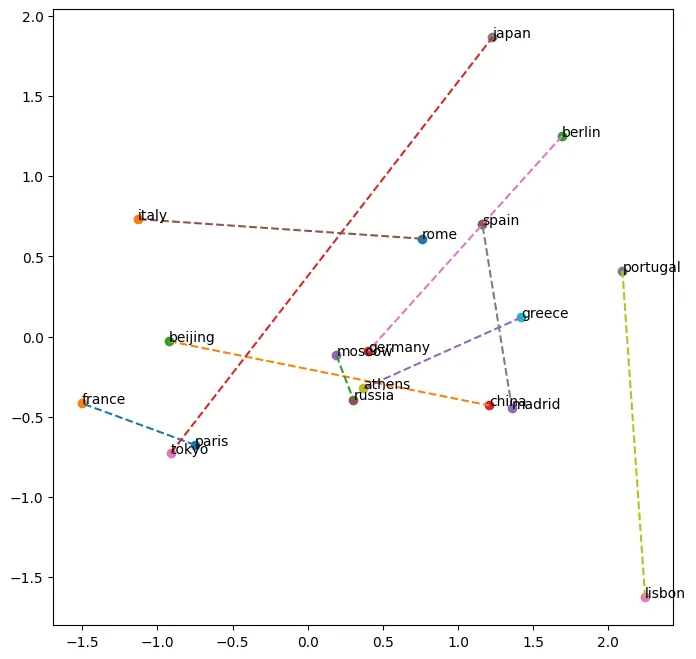 2.0
1.5
1.0
0.5
0.0
−0.5
−1.0
−1.5
−1.5
−1.0
−0.5
0.0
0.5
1.0
1.5
2.0
japan
berlin
italy
spain
rome
portugal
greece
beijing
moscow
germany
athens
russia
france
china
madrid
paris
tokyo
lisbon